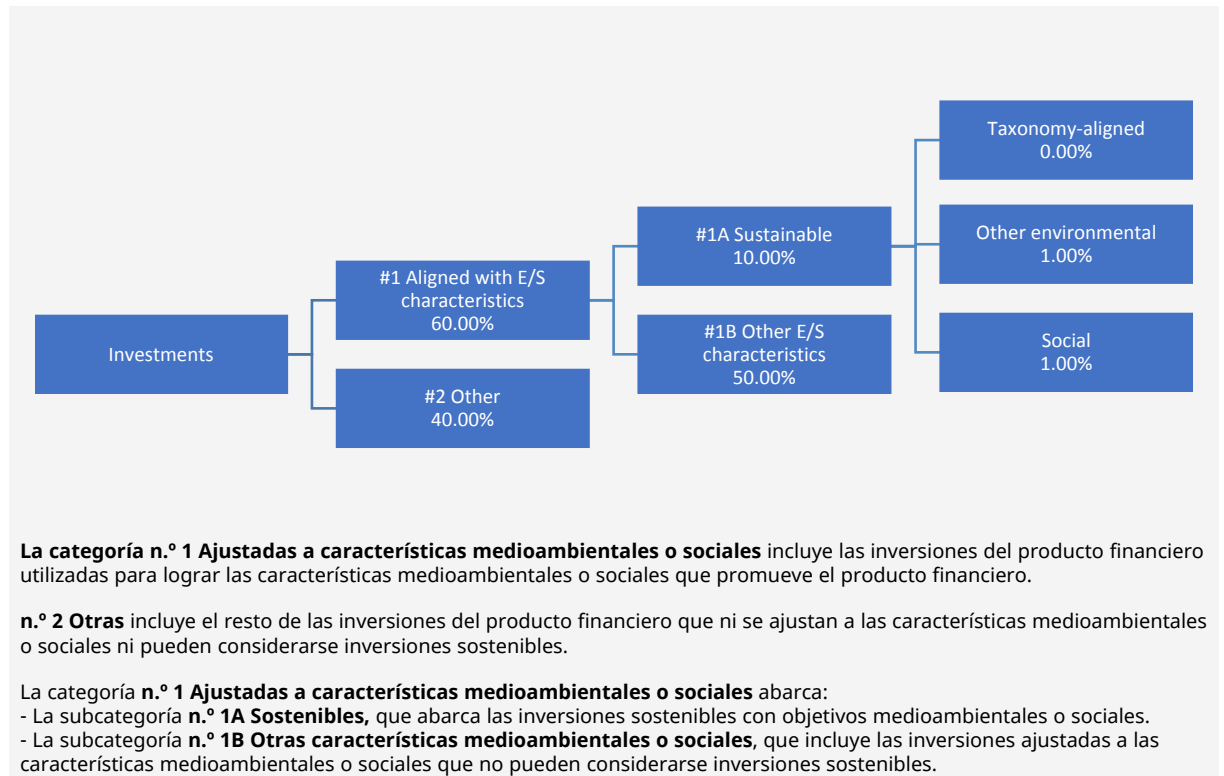 Taxonomy-aligned
0.00%
#1A Sustainable
10.00%
Other environmental
1.00%
#1 Aligned with E/S
characteristics
60.00%
Investments
#1B Other E/S
characteristics
50.00%
Social
1.00%
#2 Other
40.00%
La categoría n.º 1 Ajustadas a características medioambientales o sociales incluye las inversiones del producto financiero
utilizadas para lograr las características medioambientales o sociales que promueve el producto financiero.
n.º 2 Otras incluye el resto de las inversiones del producto financiero que ni se ajustan a las características medioambientales
o sociales ni pueden considerarse inversiones sostenibles.
La categoría n.º 1 Ajustadas a características medioambientales o sociales abarca:
- La subcategoría n.º 1A Sostenibles, que abarca las inversiones sostenibles con objetivos medioambientales o sociales.
- La subcategoría n.º 1B Otras características medioambientales o sociales, que incluye las inversiones ajustadas a las
características medioambientales o sociales que no pueden considerarse inversiones sostenibles.